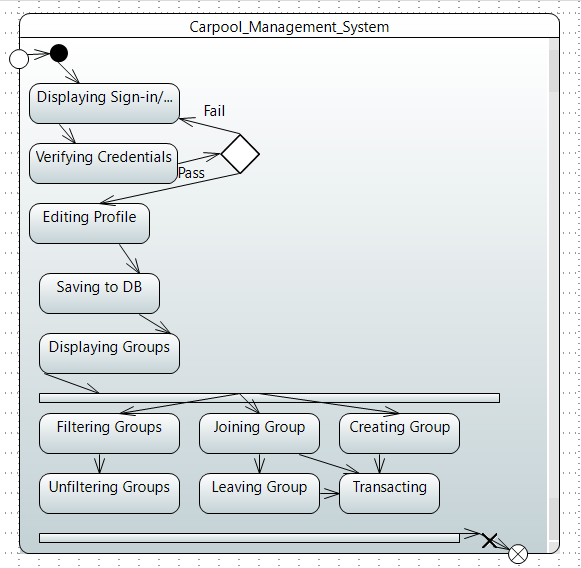 Carpool_Management_System
Displaying Sign-in/...
Fail
Verifying Credentials
Pass
Editing Profile
Saving to DB
Displaying Groups
Filtering Groups
Joining Group
Creating Group
Unfiltering Groups
Leaving Group
Transacting